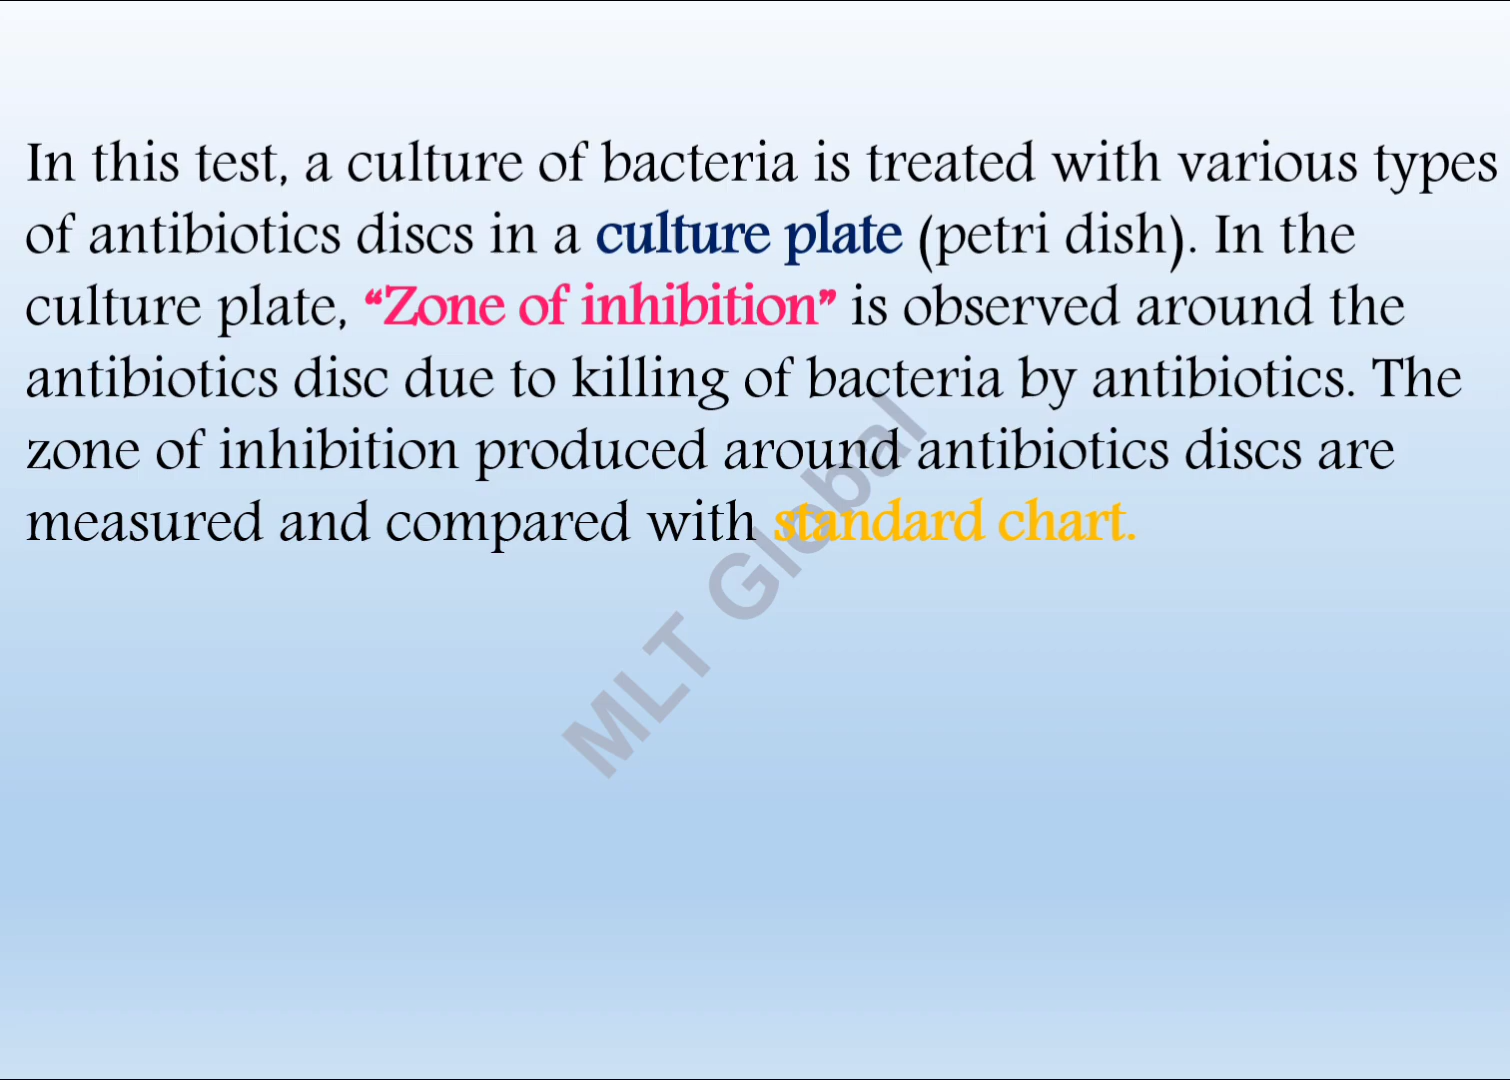 In this test, a culture of bacteria is treated with various types
of antibiotics discs in a culture plate (petri dish). In the
culture plate, “Zone of inhibition” is observed around the
antibiotics disc due to killing of bacteria by antibiotics. The
zone of inhibition produced around antibiotics discs are
measured and compared with standard chart.
MLT Global